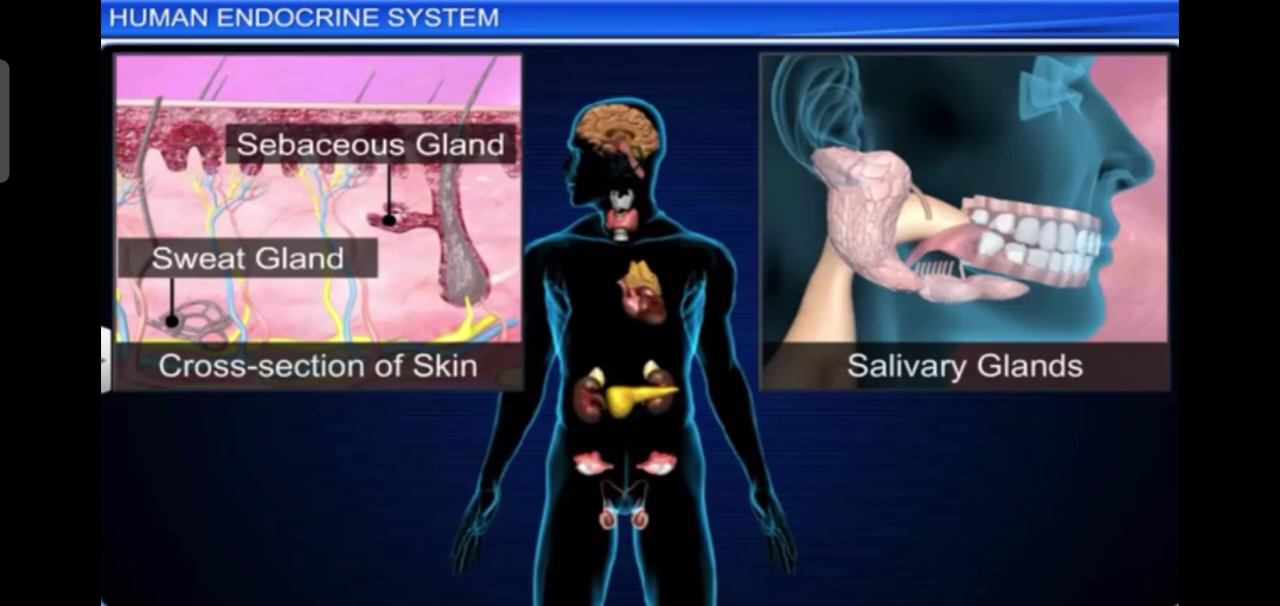 HUMAN ENDOCRINE SYSTEM
Sebaceous Gland
Sweat Gland
Cross-section of Skin
Salivary Glands